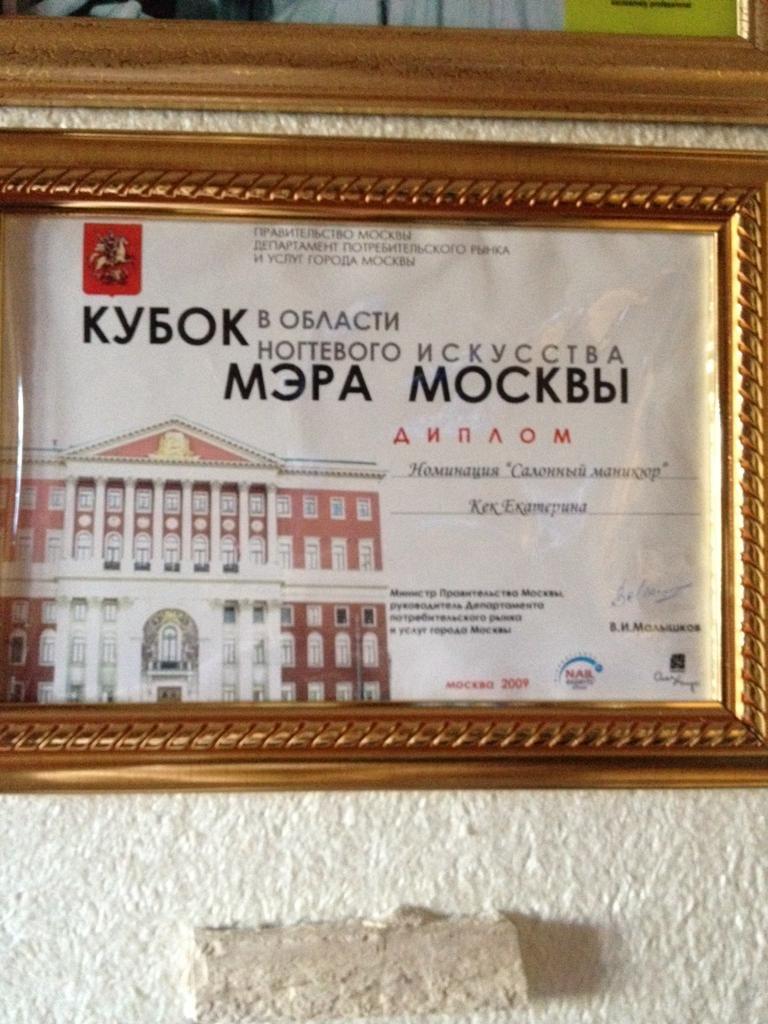 ПРАВИТЕЛЬСТВО МОСКВЫ
ДЕПАРТАМЕНТ ПОТРЕБИТЕЛЬСКОГО РЫНКА
И УСЛУГ ГОРОДА МОСКВЫ
КУБОК В ОБЛАСТИ
НОГТЕВОГО ИСКУССТВА
МЭРА МОСКВЫ
ДИПЛОМ
Номинация "Салонный маникюр"
Кек Екатерина
Министр Правительства Москвы,
руководитель Департамента
потребительского рынка
и услуг города Москвы
В.И.Малышков
МОСКВА 2009
NAIL